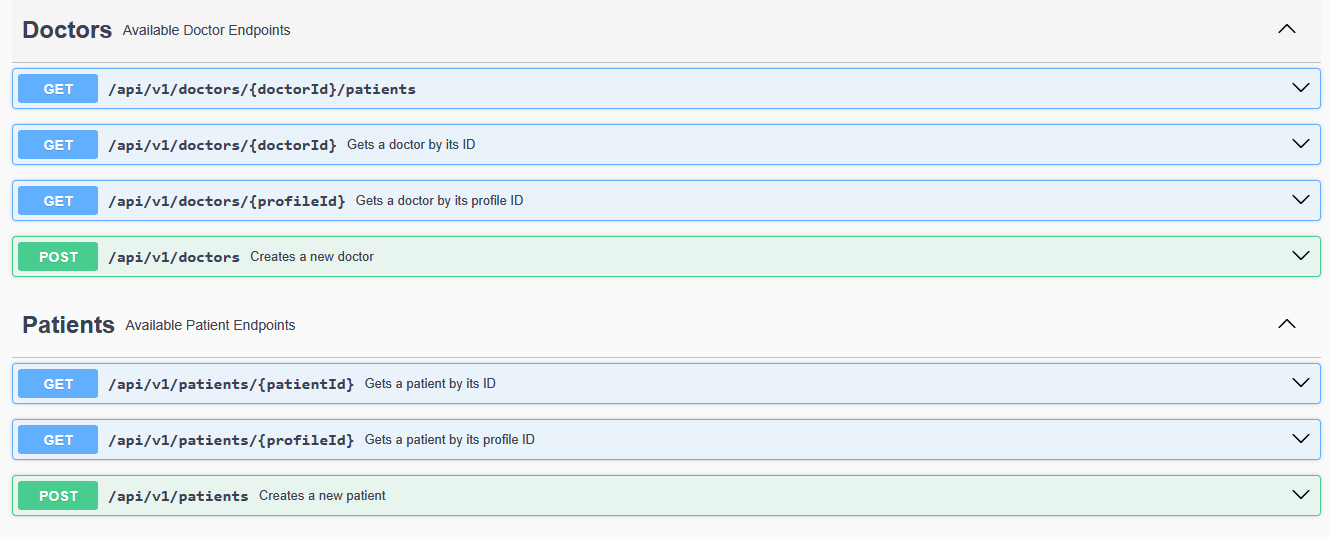 Doctors Available Doctor Endpoints
GET /api/v1/doctors/{doctorId}/patients
GET /api/v1/doctors/{doctorId} Gets a doctor by its ID
GET /api/v1/doctors/{profileId} Gets a doctor by its profile ID
POST /api/v1/doctors Creates a new doctor
Patients Available Patient Endpoints
GET /api/v1/patients/{patientId} Gets a patient by its ID
GET /api/v1/patients/{profileId} Gets a patient by its profile ID
POST /api/v1/patients Creates a new patient